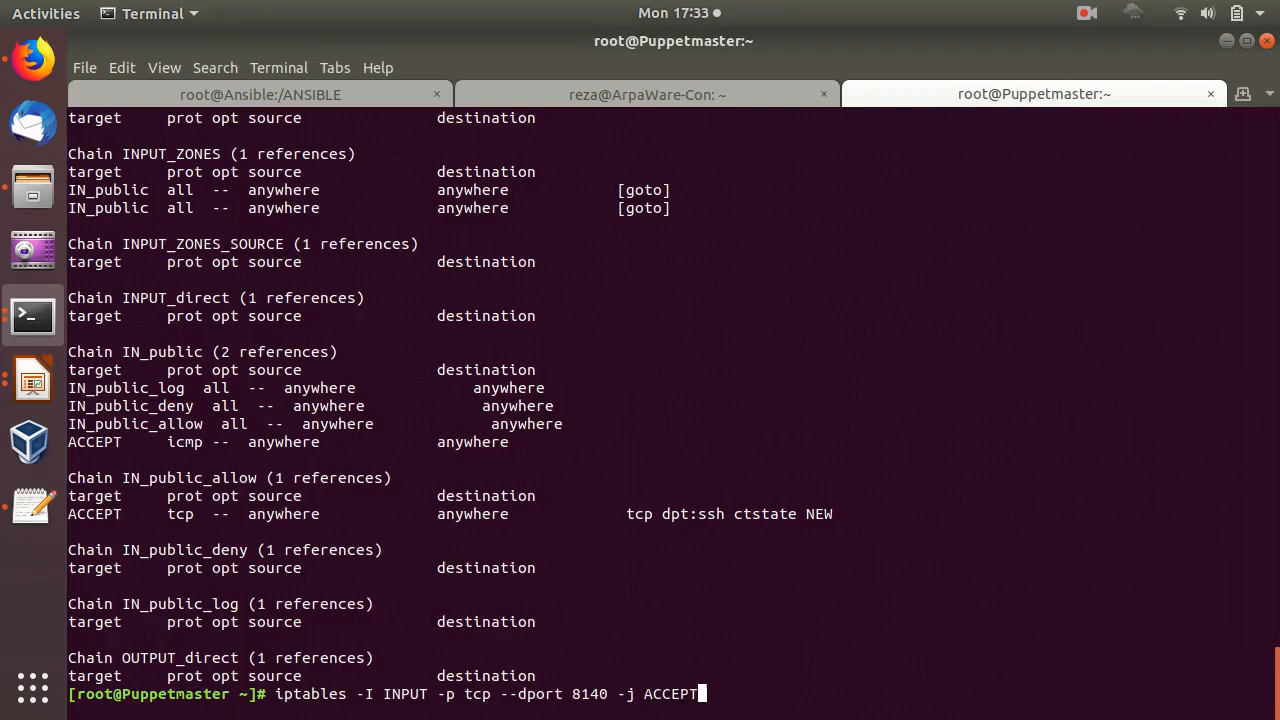 Activities Terminal Mon 17:33
root@Puppetmaster:~
File Edit View Search Terminal Tabs Help
root@Ansible:/ANSIBLE × reza@ArpaWare-Con: ~ × root@Puppetmaster:~ ×
target     prot opt source               destination
Chain INPUT_ZONES (1 references)
target     prot opt source               destination
IN_public  all  --  anywhere             anywhere            [goto]
IN_public  all  --  anywhere             anywhere            [goto]
Chain INPUT_ZONES_SOURCE (1 references)
target     prot opt source               destination
Chain INPUT_direct (1 references)
target     prot opt source               destination
Chain IN_public (2 references)
target     prot opt source               destination
IN_public_log  all  --  anywhere             anywhere
IN_public_deny  all  --  anywhere             anywhere
IN_public_allow  all  --  anywhere             anywhere
ACCEPT     icmp --  anywhere             anywhere
Chain IN_public_allow (1 references)
target     prot opt source               destination
ACCEPT     tcp  --  anywhere             anywhere             tcp dpt:ssh ctstate NEW
Chain IN_public_deny (1 references)
target     prot opt source               destination
Chain IN_public_log (1 references)
target     prot opt source               destination
Chain OUTPUT_direct (1 references)
target     prot opt source               destination
[root@Puppetmaster ~]# iptables -I INPUT -p tcp --dport 8140 -j ACCEPT